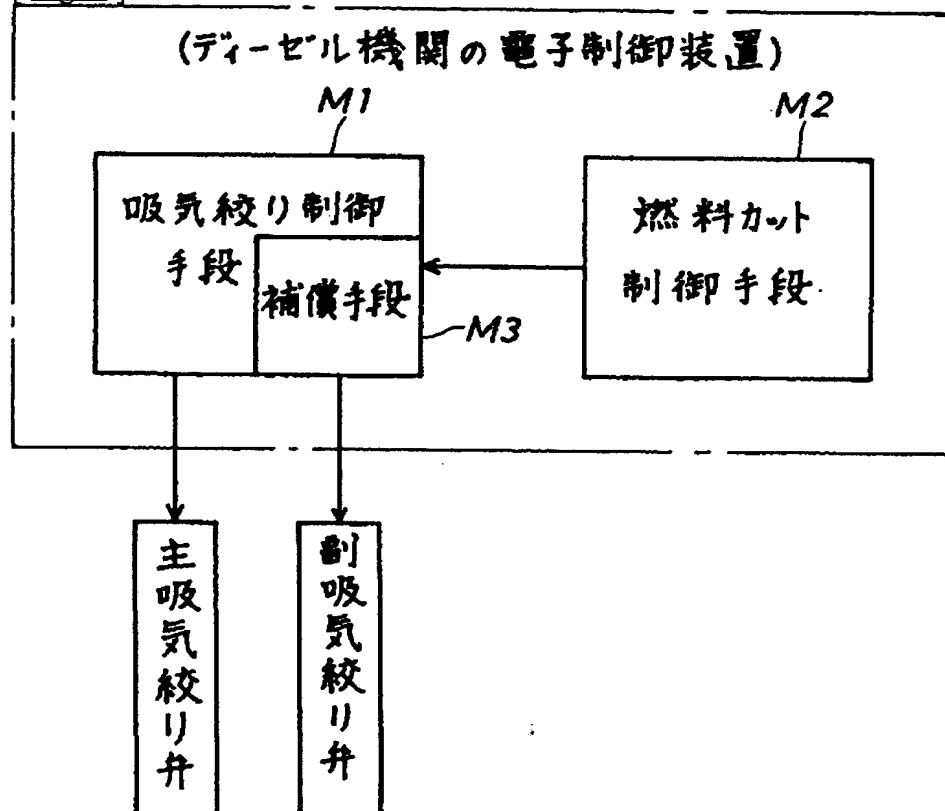 (ディーゼル機関の電子制御装置)
M1
M2
吸気絞り制御
手段
補償手段
M3
燃料カット
制御手段
主吸気絞り弁
副吸気絞り弁